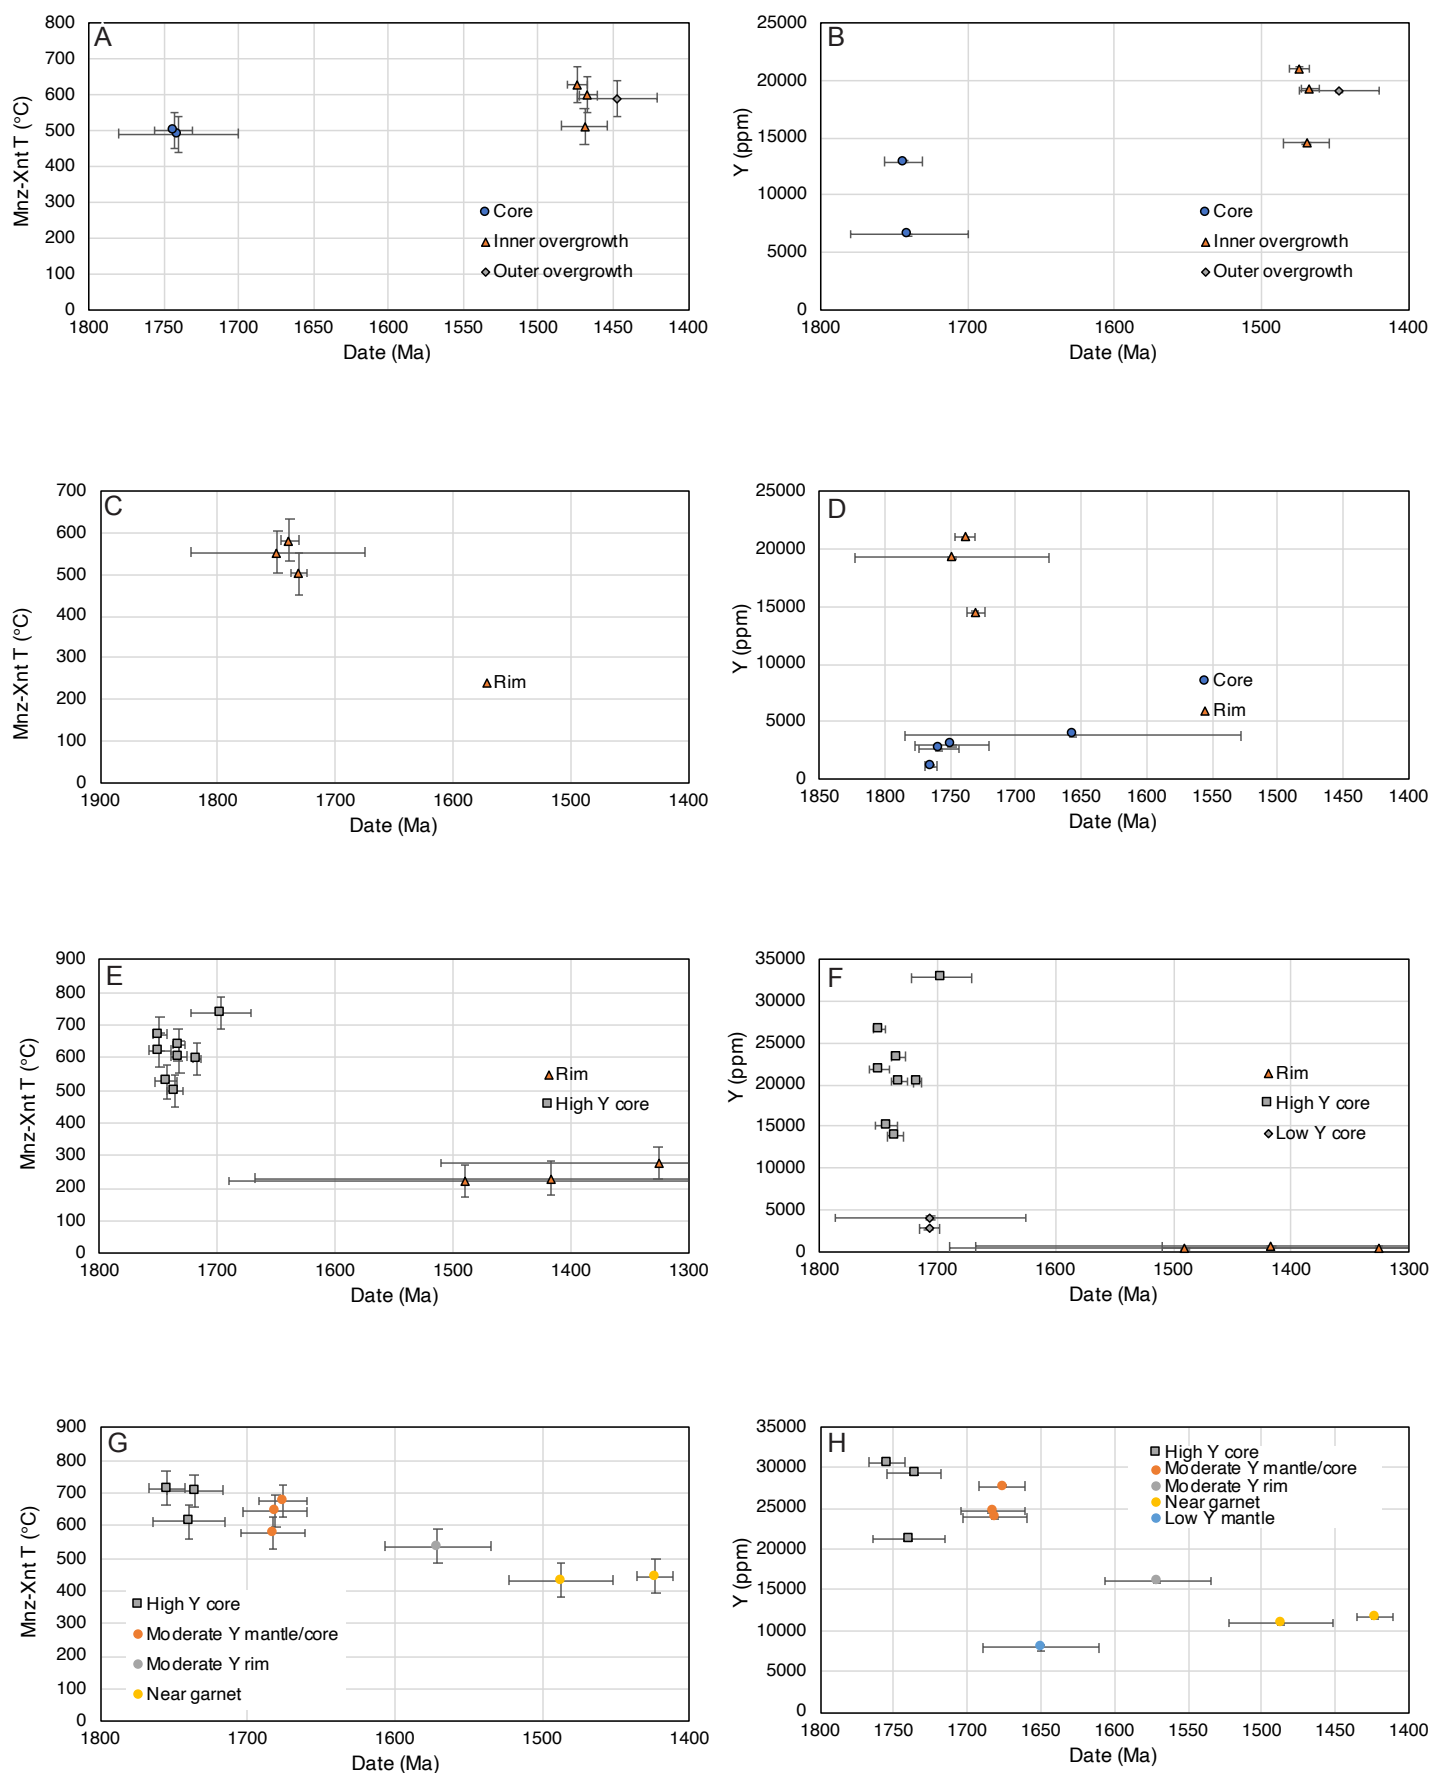 A
Mnz-Xnt T (°C)
800
700
600
500
400
300
200
100
0
Core
Inner overgrowth
Outer overgrowth
1800 1750 1700 1650 1600 1550 1500 1450 1400
Date (Ma)
B
Y (ppm)
25000
20000
15000
10000
5000
0
Core
Inner overgrowth
Outer overgrowth
1800 1700 1600 1500 1400
Date (Ma)
C
Mnz-Xnt T (°C)
700
600
500
400
300
200
100
0
Rim
1900 1800 1700 1600 1500 1400
Date (Ma)
D
Y (ppm)
25000
20000
15000
10000
5000
0
Core
Rim
1850 1800 1750 1700 1650 1600 1550 1500 1450 1400
Date (Ma)
E
Mnz-Xnt T (°C)
900
800
700
600
500
400
300
200
100
0
Rim
High Y core
1800 1700 1600 1500 1400 1300
Date (Ma)
F
Y (ppm)
35000
30000
25000
20000
15000
10000
5000
0
Rim
High Y core
Low Y core
1800 1700 1600 1500 1400 1300
Date (Ma)
G
Mnz-Xnt T (°C)
900
800
700
600
500
400
300
200
100
0
High Y core
Moderate Y mantle/core
Moderate Y rim
Near garnet
1800 1700 1600 1500 1400
Date (Ma)
H
Y (ppm)
35000
30000
25000
20000
15000
10000
5000
0
High Y core
Moderate Y mantle/core
Moderate Y rim
Near garnet
Low Y mantle
1800 1750 1700 1650 1600 1550 1500 1450 1400
Date (Ma)